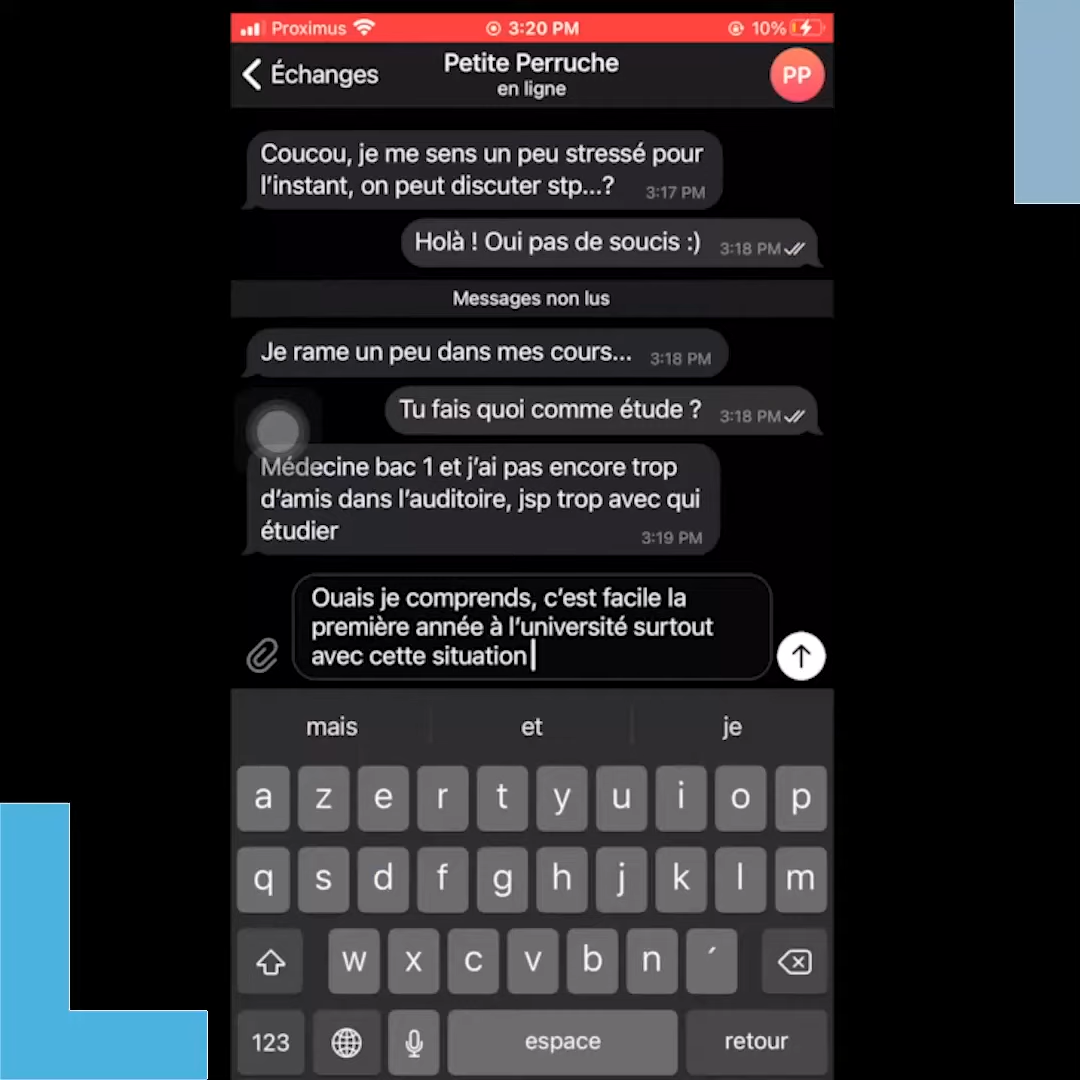 Proximus 3:20 PM 10%
Échanges Petite Perruche PP
en ligne
Coucou, je me sens un peu stressé pour
l’instant, on peut discuter stp...? 3:17 PM
Holà ! Oui pas de soucis :) 3:18 PM
Messages non lus
Je rame un peu dans mes cours... 3:18 PM
Tu fais quoi comme étude ? 3:18 PM
Médecine bac 1 et j’ai pas encore trop
d’amis dans l’auditoire, jsp trop avec qui
étudier 3:19 PM
Ouais je comprends, c’est facile la
première année à l’université surtout
avec cette situation
mais et je
a z e r t y u i o p
q s d f g h j k l m
w x c v b n ´
123 espace retour